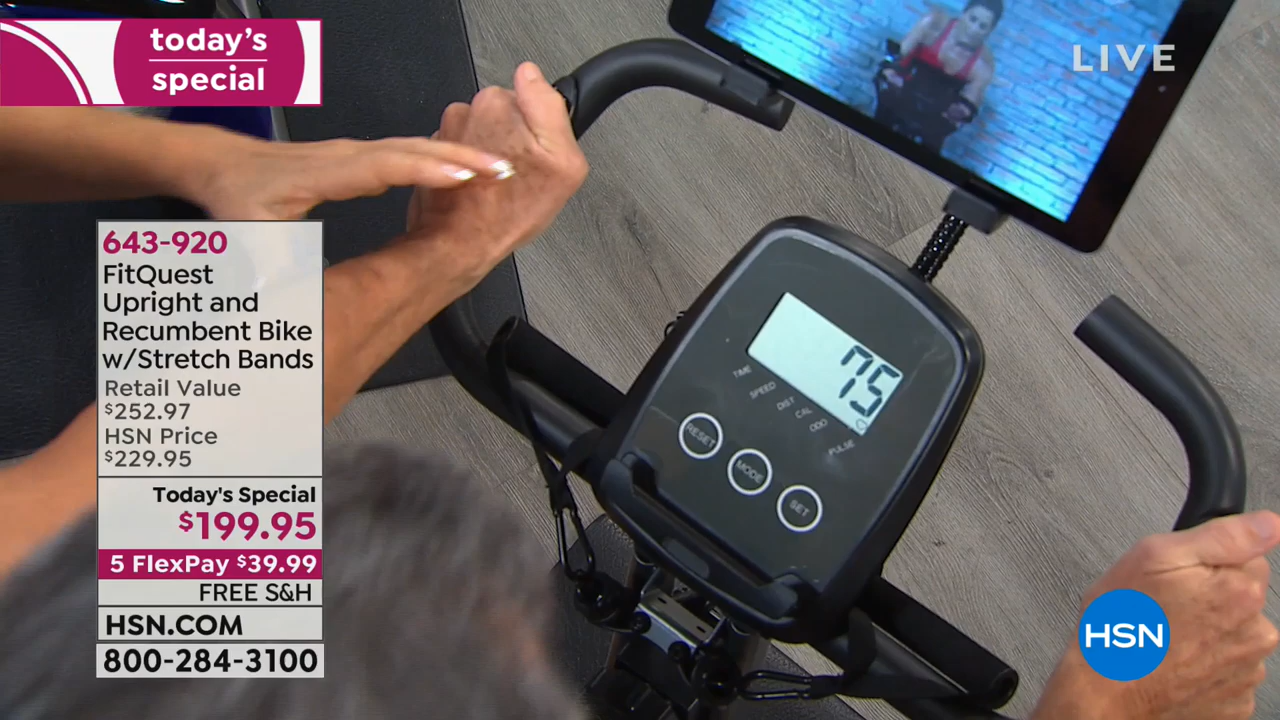 today's
special
LIVE
643-920
FitQuest
Upright and
Recumbent Bike
w/Stretch Bands
Retail Value
$252.97
HSN Price
$229.95
Today's Special
$199.95
5 FlexPay $39.99
FREE S&H
HSN.COM
800-284-3100
75
TIME
SPEED
DIST
CAL
ODO
PULSE
RESET
MODE
SET
HSN